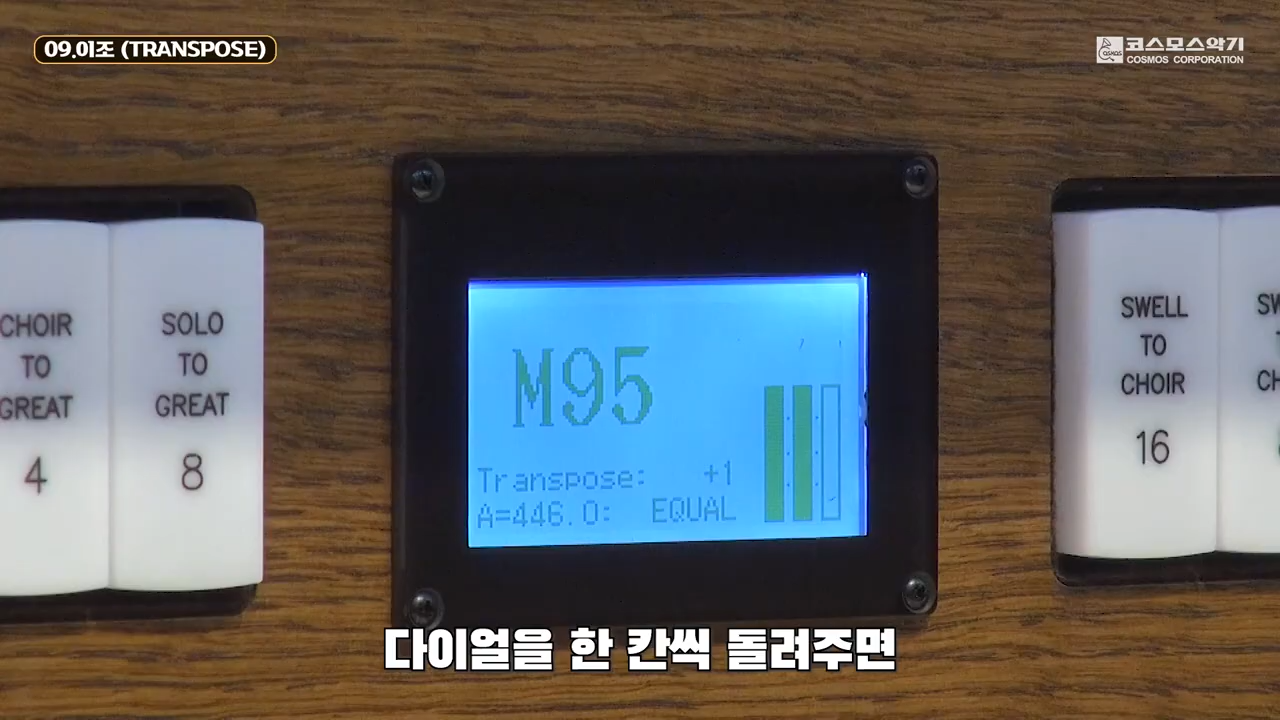 09.이조 (TRANSPOSE)
코스모스악기
COSMOS CORPORATION
CHOIR
TO
GREAT
4
SOLO
TO
GREAT
8
M95
Transpose: +1
A=446.0: EQUAL
SWELL
TO
CHOIR
16
다이얼을 한 칸씩 돌려주면